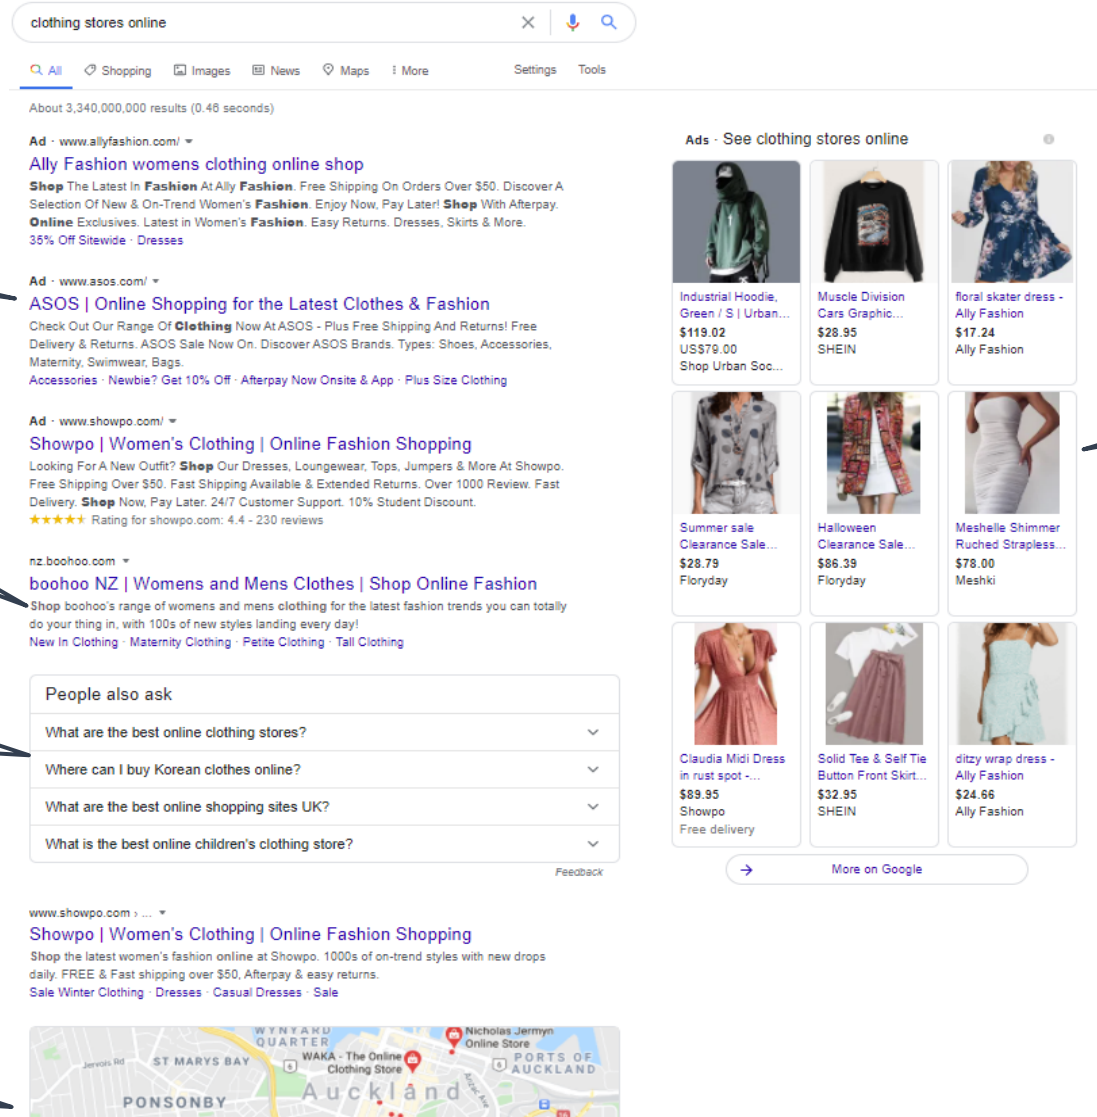 clothing stores online
All Shopping Images News Maps More Settings Tools
About 3,340,000,000 results (0.46 seconds)
Ad · www.allyfashion.com/
Ally Fashion womens clothing online shop
Shop The Latest In Fashion At Ally Fashion. Free Shipping On Orders Over $50. Discover A
Selection Of New & On-Trend Women's Fashion. Enjoy Now, Pay Later! Shop With Afterpay.
Online Exclusives. Latest in Women's Fashion. Easy Returns. Dresses, Skirts & More.
35% Off Sitewide · Dresses
Ad · www.asos.com/
ASOS | Online Shopping for the Latest Clothes & Fashion
Check Out Our Range Of Clothing Now At ASOS - Plus Free Shipping And Returns! Free
Delivery & Returns. ASOS Sale Now On. Discover ASOS Brands. Types: Shoes, Accessories,
Maternity, Swimwear, Bags.
Accessories · Newbie? Get 10% Off · Afterpay Now Onsite & App · Plus Size Clothing
Ad · www.showpo.com/
Showpo | Women's Clothing | Online Fashion Shopping
Looking For A New Outfit? Shop Our Dresses, Loungewear, Tops, Jumpers & More At Showpo.
Free Shipping Over $50. Fast Shipping Available & Extended Returns. Over 1000 Review. Fast
Delivery. Shop Now, Pay Later. 24/7 Customer Support. 10% Student Discount.
Rating for showpo.com: 4.4 - 230 reviews
nz.boohoo.com
boohoo NZ | Womens and Mens Clothes | Shop Online Fashion
Shop boohoo's range of womens and mens clothing for the latest fashion trends you can totally
do your thing in, with 100s of new styles landing every day!
New In Clothing · Maternity Clothing · Petite Clothing · Tall Clothing
People also ask
What are the best online clothing stores?
Where can I buy Korean clothes online?
What are the best online shopping sites UK?
What is the best online children's clothing store?
Feedback
www.showpo.com › ...
Showpo | Women's Clothing | Online Fashion Shopping
Shop the latest women's fashion online at Showpo. 1000s of on-trend styles with new drops
daily. FREE & Fast shipping over $50, Afterpay & easy returns.
Sale Winter Clothing · Dresses · Casual Dresses · Sale
WYNYARD
QUARTER
Nicholas Jermyn
Online Store
Jervois Rd
ST MARYS BAY
WAKA - The Online
Clothing Store
PORTS OF
AUCKLAND
6
6
Auckland
Anzac Ave
PONSONBY
16
Ads · See clothing stores online
Industrial Hoodie,
Green / S | Urban...
$119.02
US$79.00
Shop Urban Soc...
Muscle Division
Cars Graphic...
$28.95
SHEIN
floral skater dress -
Ally Fashion
$17.24
Ally Fashion
Summer sale
Clearance Sale...
$28.79
Floryday
Halloween
Clearance Sale...
$86.39
Floryday
Meshelle Shimmer
Ruched Strapless...
$78.00
Meshki
Claudia Midi Dress
in rust spot -...
$89.95
Showpo
Free delivery
Solid Tee & Self Tie
Button Front Skirt...
$32.95
SHEIN
ditzy wrap dress -
Ally Fashion
$24.66
Ally Fashion
More on Google